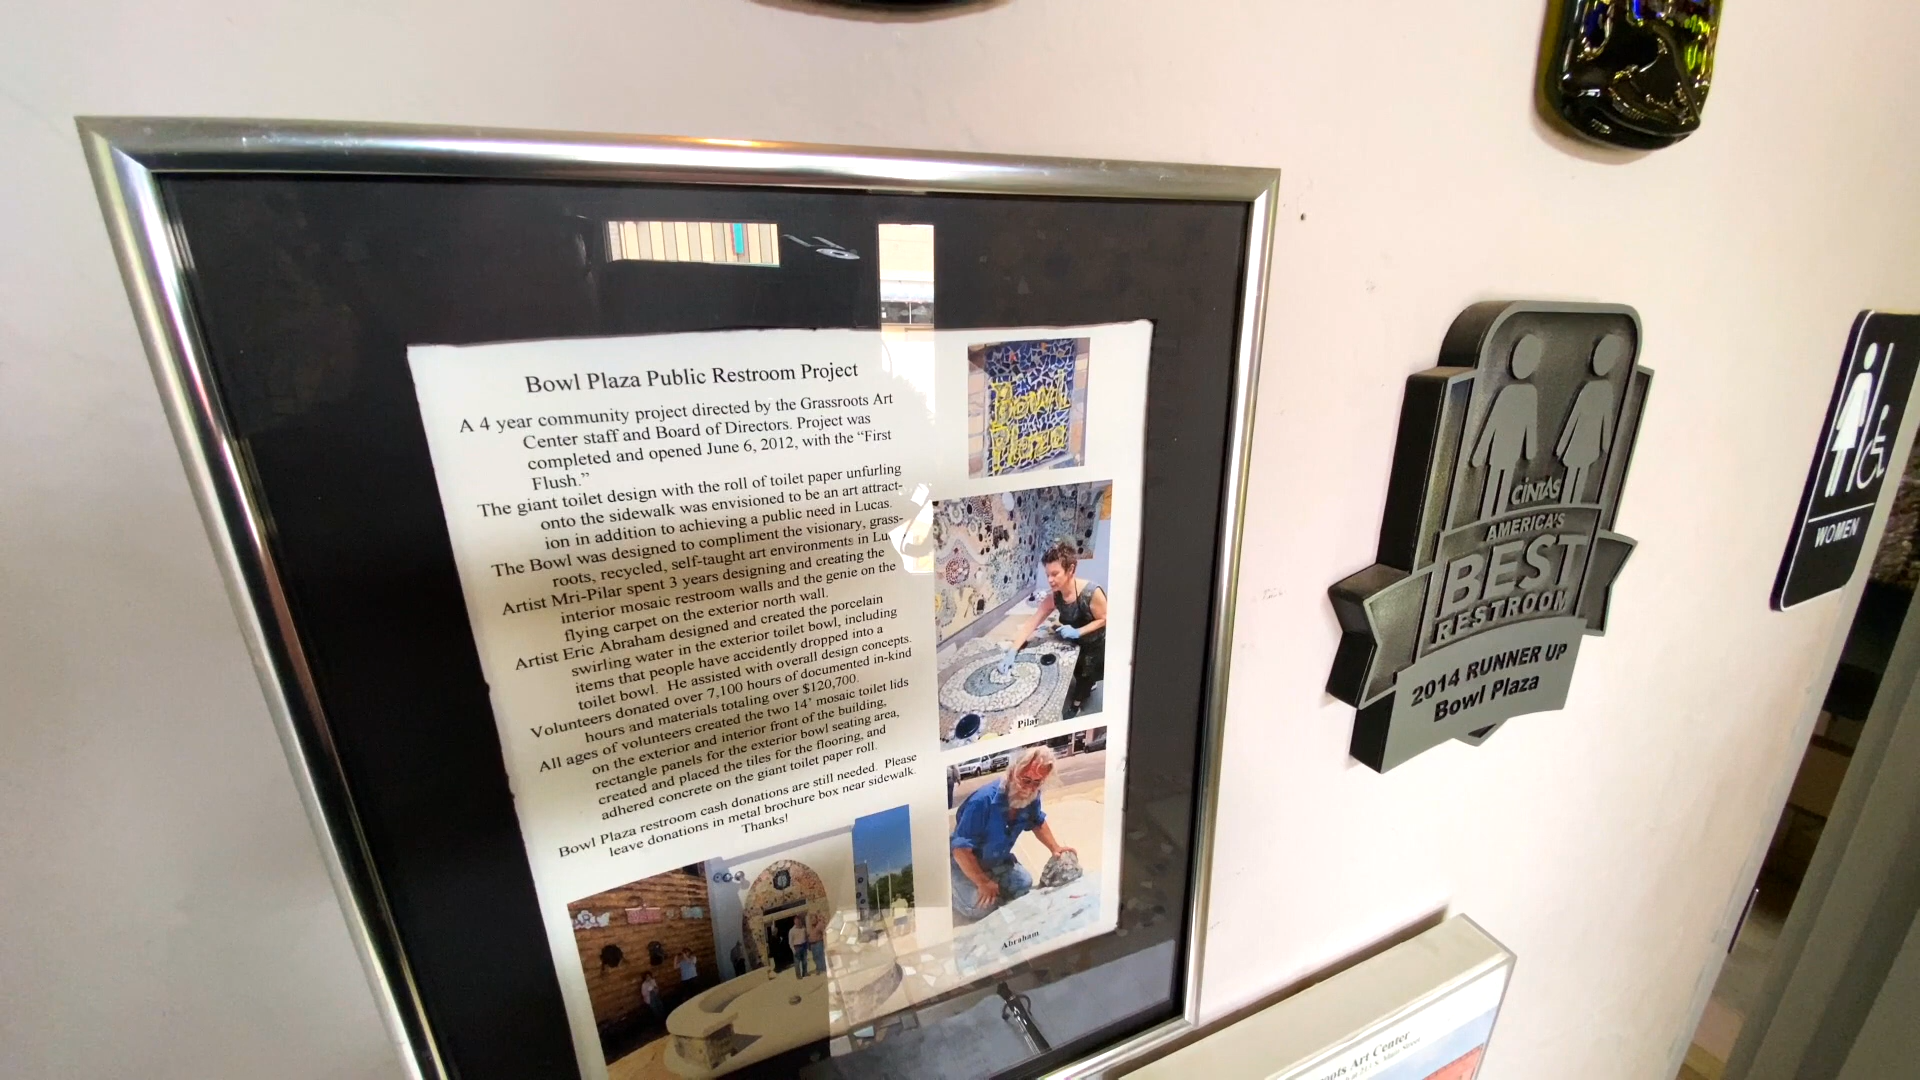 Bowl Plaza Public Restroom Project
A 4 year community project directed by the Grassroots Art
Center staff and Board of Directors. Project was
completed and opened June 6, 2012, with the “First
Flush.”
The giant toilet design with the roll of toilet paper unfurling
onto the sidewalk was envisioned to be an art attract-
ion in addition to achieving a public need in Lucas.
The Bowl was designed to compliment the visionary, grass-
roots, recycled, self-taught art environments in Lu
Artist Mri-Pilar spent 3 years designing and creating the
interior mosaic restroom walls and the genie on the
flying carpet on the exterior north wall.
Artist Eric Abraham designed and created the porcelain
swirling water in the exterior toilet bowl, including
items that people have accidently dropped into a
toilet bowl. He assisted with overall design concepts.
Volunteers donated over 7,100 hours of documented in-kind
hours and materials totaling over $120,700.
All ages of volunteers created the two 14’ mosaic toilet lids
on the exterior and interior front of the building,
rectangle panels for the exterior bowl seating area,
created and placed the tiles for the flooring, and
adhered concrete on the giant toilet paper roll.
Bowl Plaza restroom cash donations are still needed. Please
leave donations in metal brochure box near sidewalk.
Thanks!
Bowl
Plaza
Pilar
Abraham
CINTAS
AMERICA'S
BEST
RESTROOM
2014 RUNNER UP
Bowl Plaza
WOMEN
Art Center